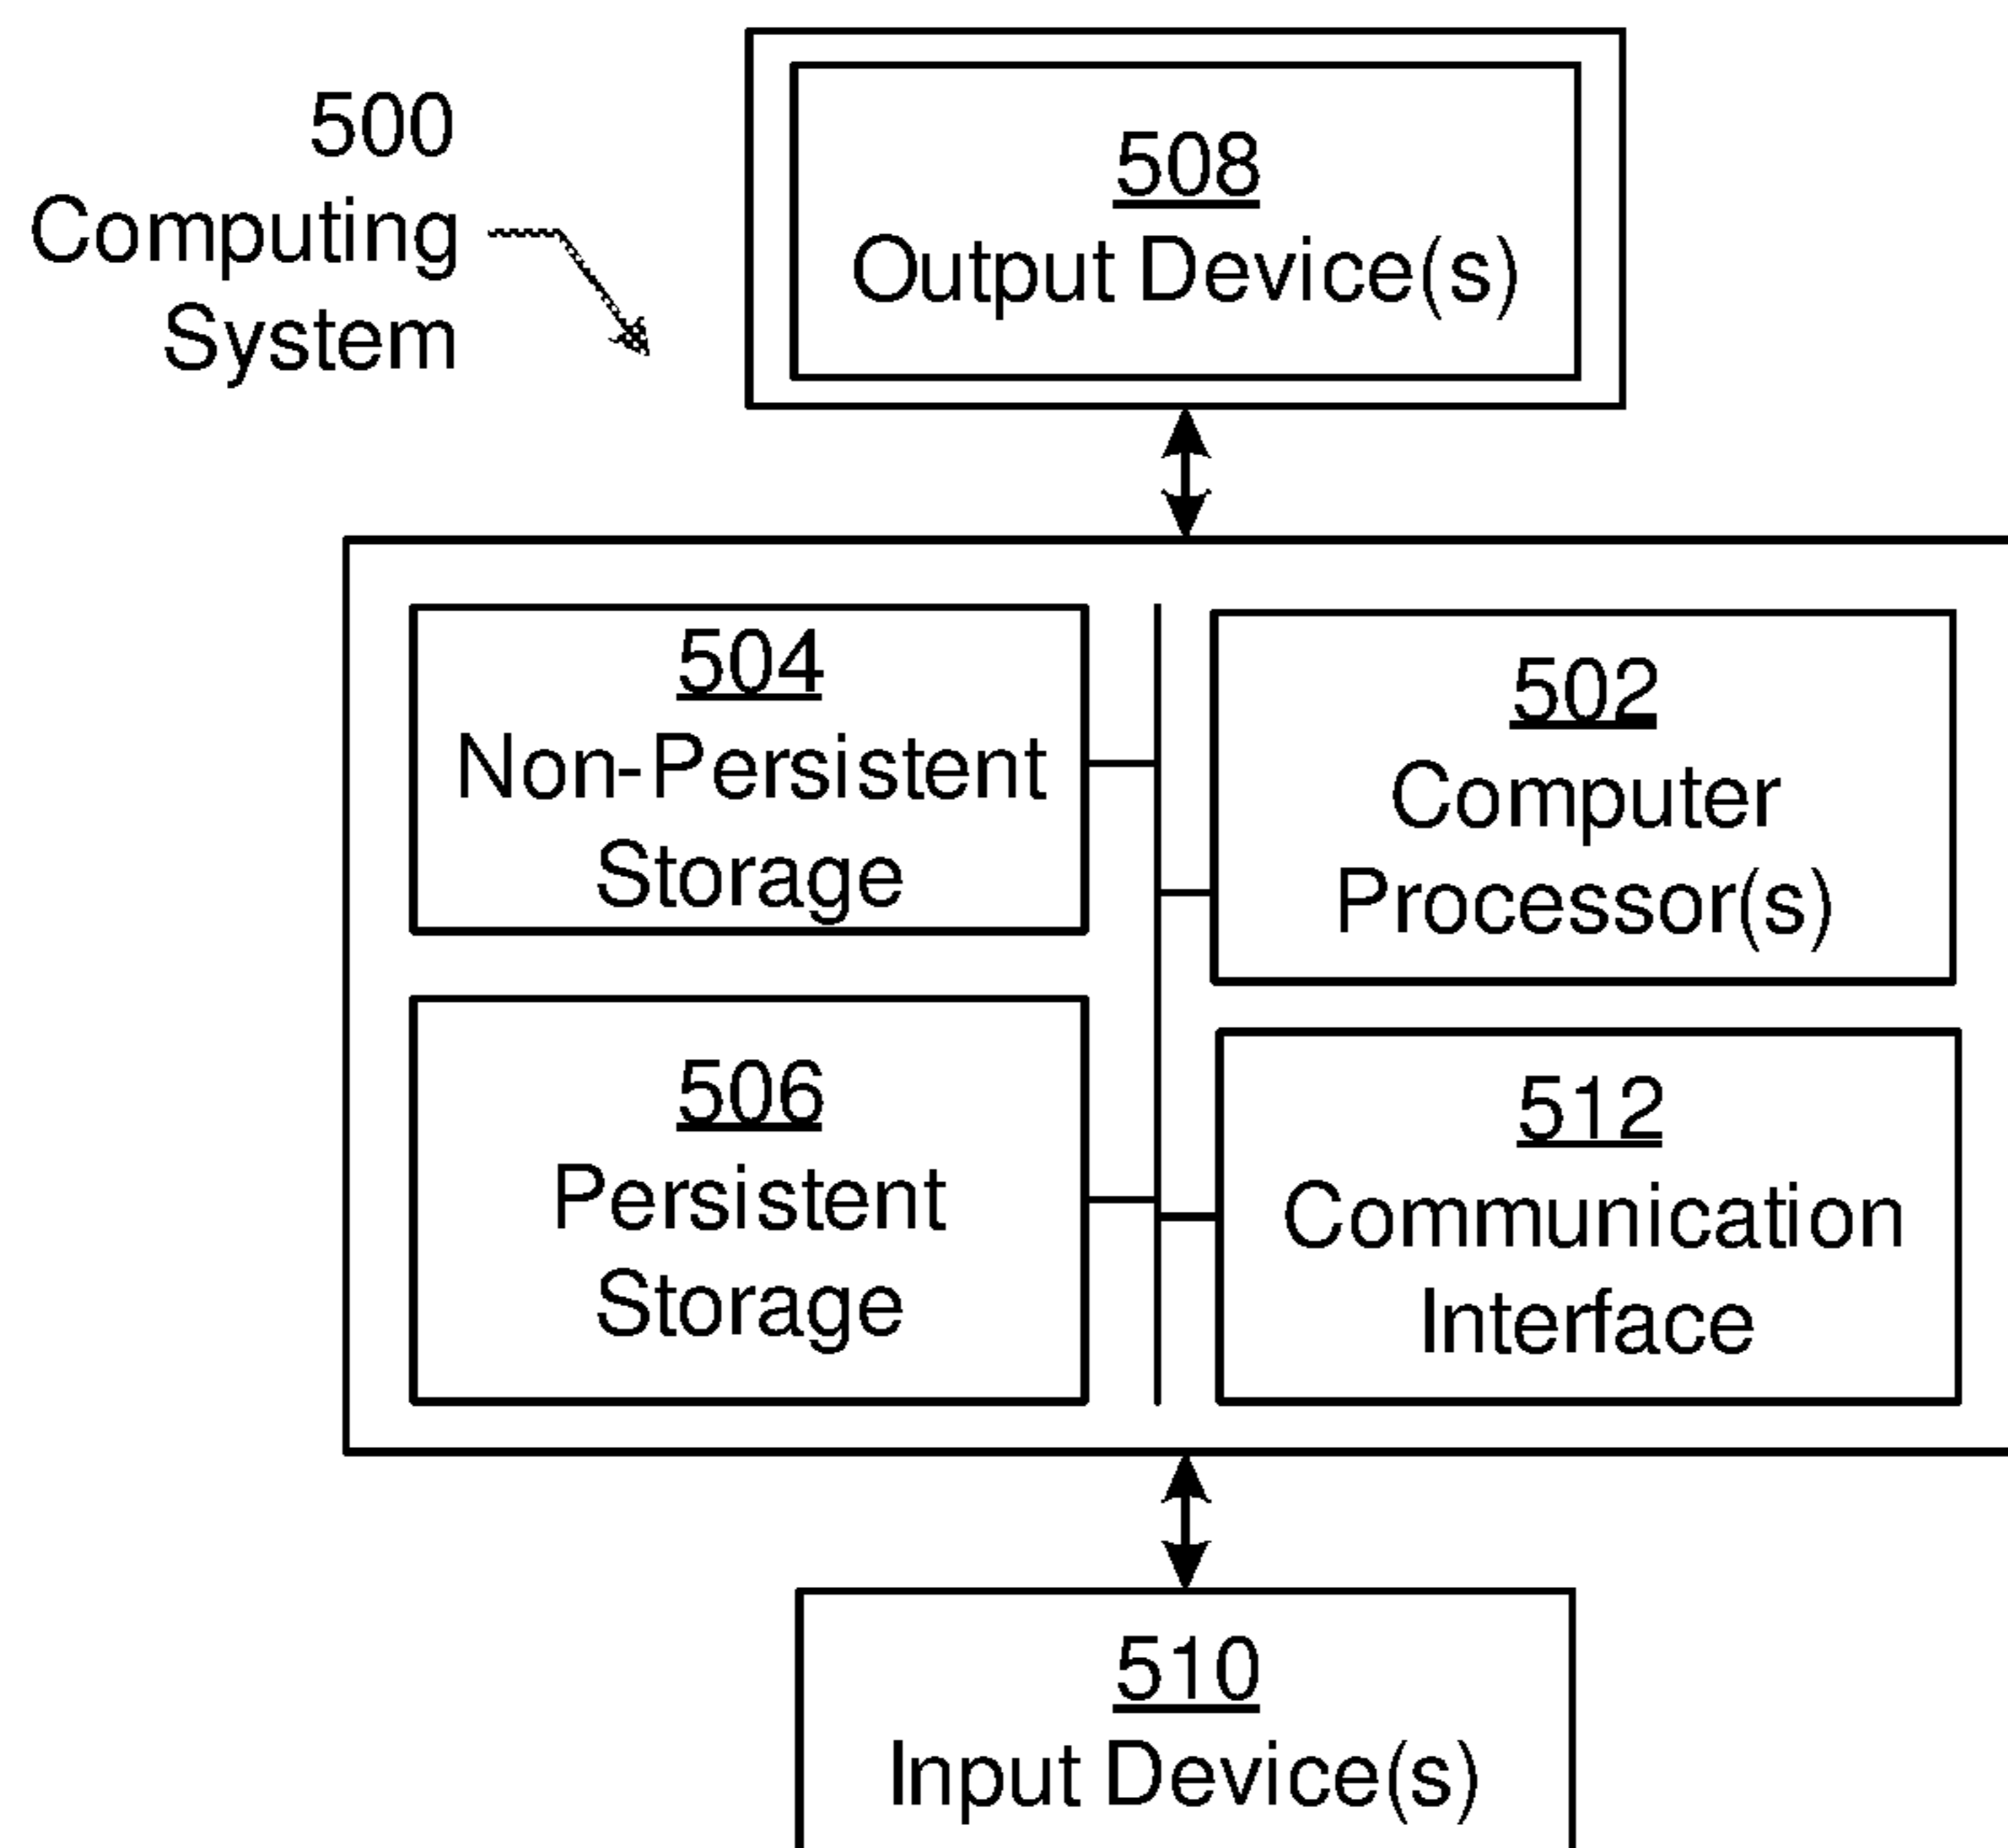 500
Computing
System
508
Output Device(s)
504
Non-Persistent
Storage
502
Computer
Processor(s)
506
Persistent
Storage
512
Communication
Interface
510
Input Device(s)